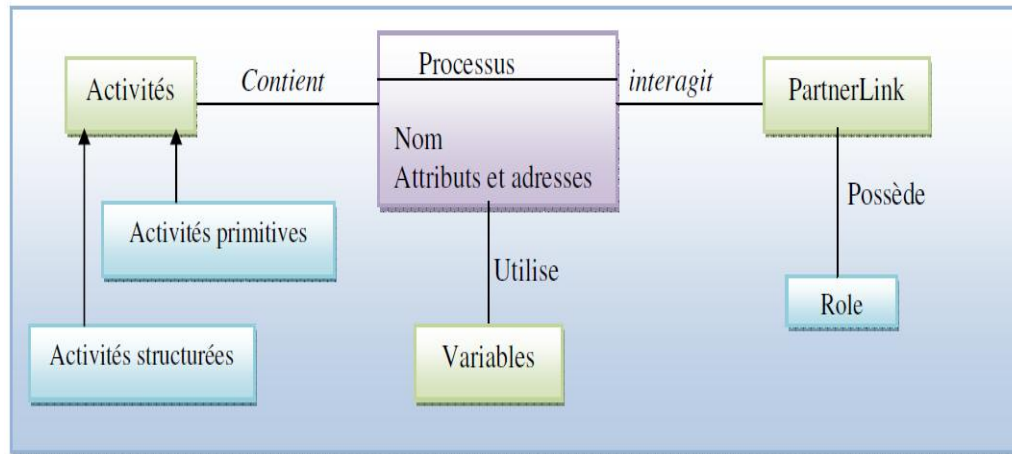 Processus
Activités
Contient
interagit
PartnerLink
Nom
Attributs et adresses
Possède
Activités primitives
Utilise
Role
Activités structurées
Variables